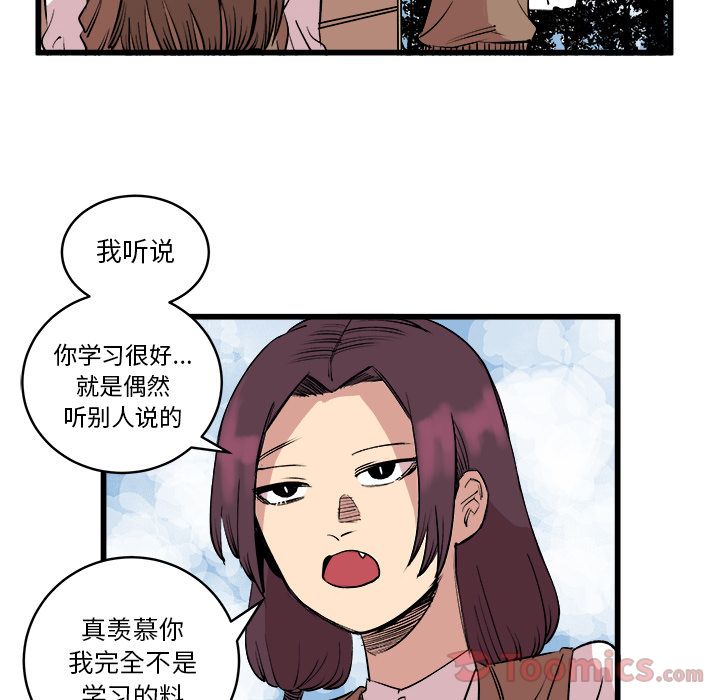 我听说
你学习很好...
就是偶然
听别人说的
真羡慕你
我完全不是
学习的料
Toomics.com